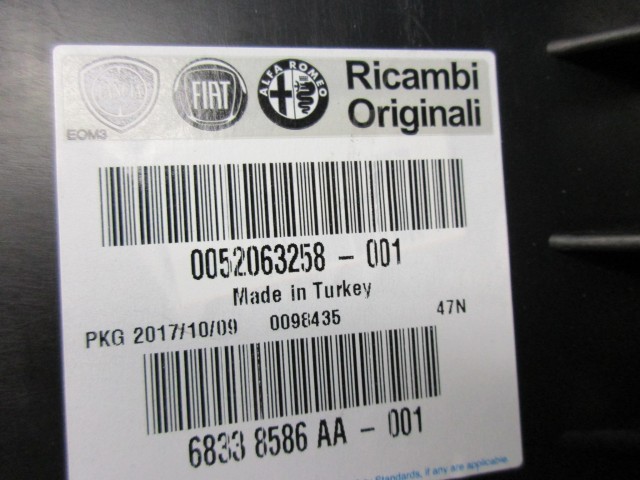 FIAT
ALFA ROMEO
Ricambi
Originali
EOM3
0052063258-001
Made in Turkey
PKG 2017/10/09 0098435 47N
6833 8586 AA-001
Standards, if any are applicable.